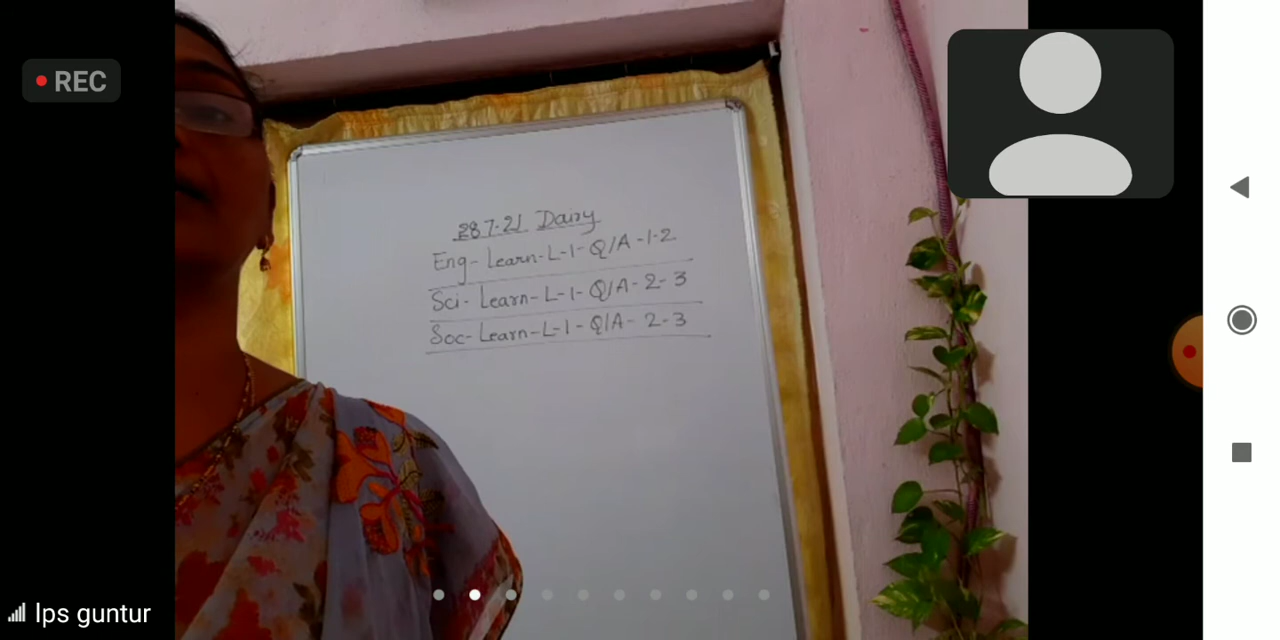 REC
28.7.21 Dairy
Eng- Learn-L-1- Q/A -1-2
Sci- Learn-L-1- Q/A- 2-3
Soc- Learn-L-1- Q/A- 2-3
lps guntur